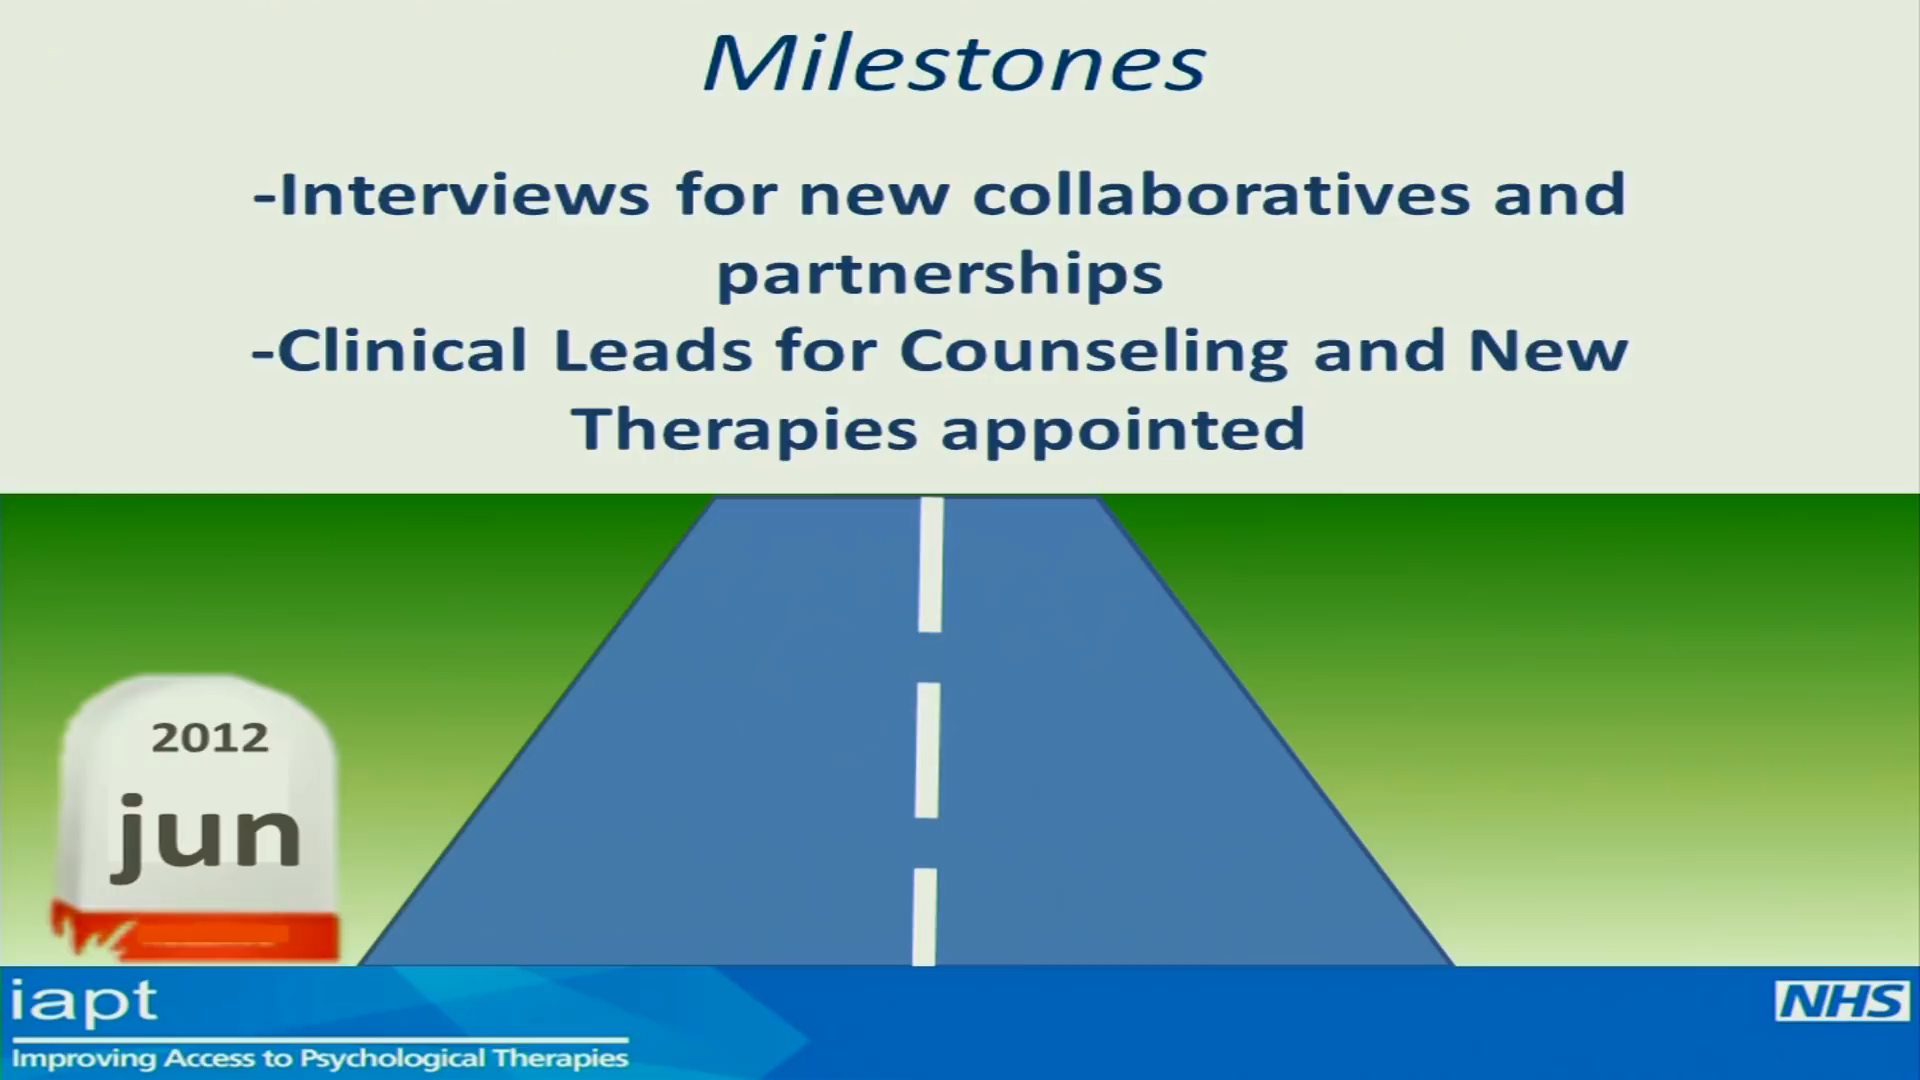 Milestones
-Interviews for new collaboratives and
partnerships
-Clinical Leads for Counseling and New
Therapies appointed
2012
jun
iapt
Improving Access to Psychological Therapies
NHS